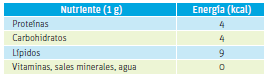 Nutriente (1 g) Energía (kcal)
Proteínas 4
Carbohidratos 4
Lípidos 9
Vitaminas, sales minerales, agua 0